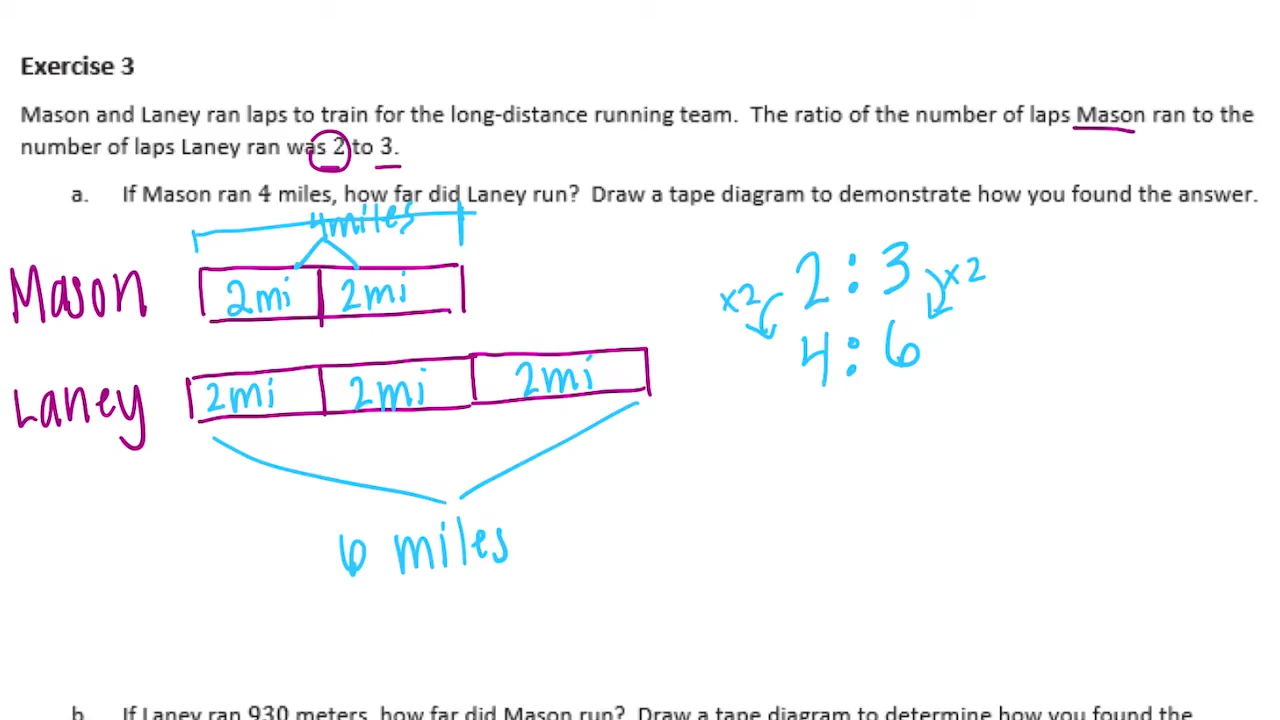 Exercise 3
Mason and Laney ran laps to train for the long-distance running team. The ratio of the number of laps Mason ran to the
number of laps Laney ran was 2 to 3.
a. If Mason ran 4 miles, how far did Laney run? Draw a tape diagram to demonstrate how you found the answer.
4miles
Mason 2mi 2mi
Laney 2mi 2mi 2mi
6 miles
x2 2:3 x2
4:6
b. If Laney ran 930 meters, how far did Mason run? Draw a tape diagram to determine how you found the